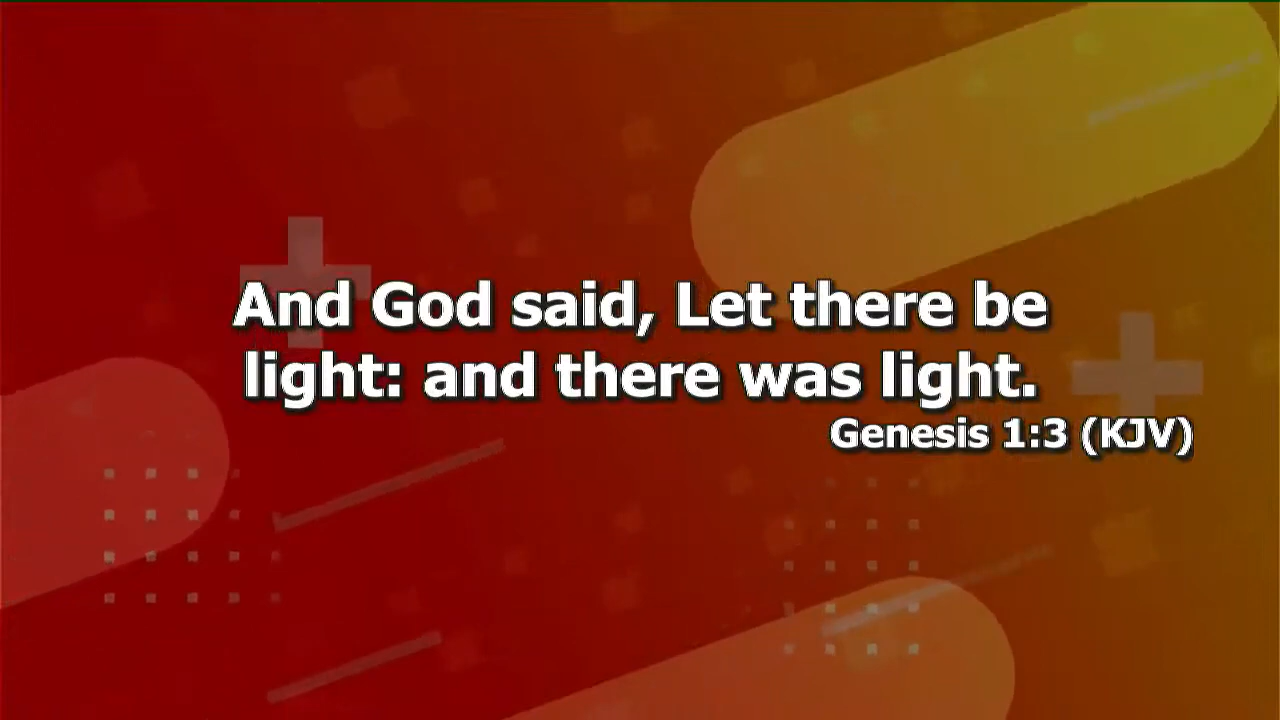 And God said, Let there be
light: and there was light.
Genesis 1:3 (KJV)